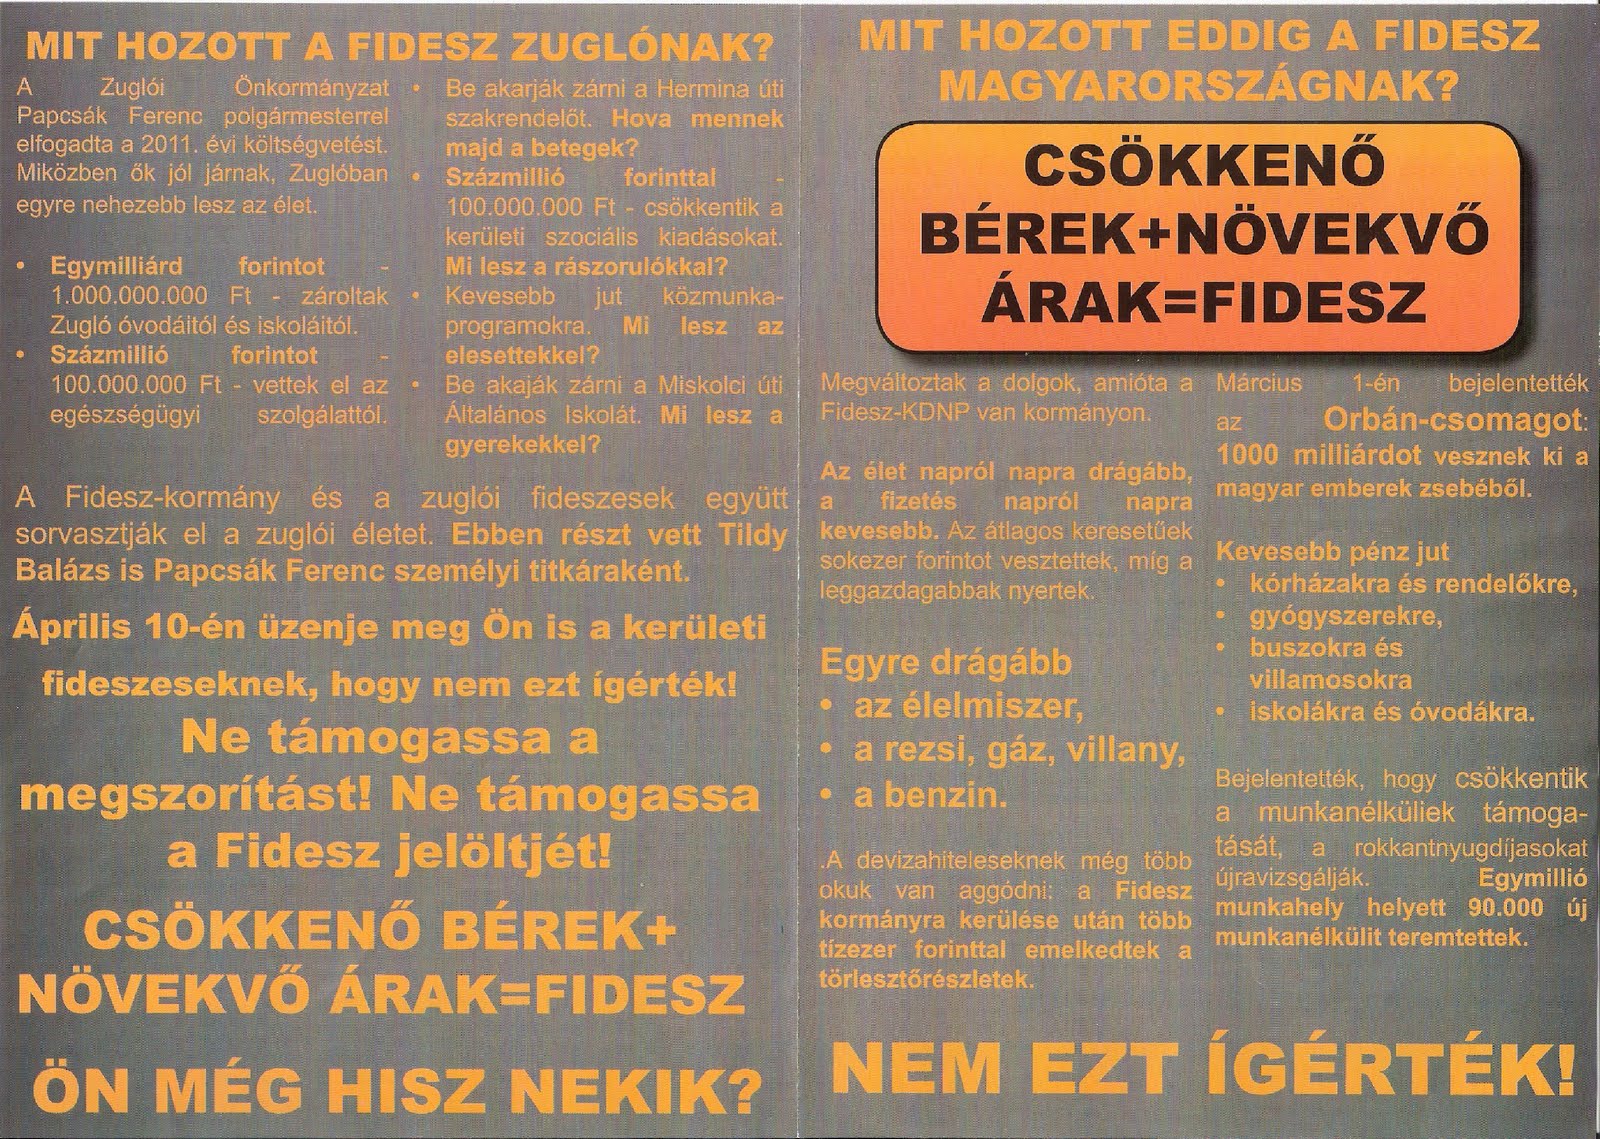 MIT HOZOTT A FIDESZ ZUGLÓNAK?
A Zuglói Önkormányzat
Papcsák Ferenc polgármesterrel
elfogadta a 2011. évi költségvetést.
Miközben ők jól járnak, Zuglóban
egyre nehezebb lesz az élet.
• Egymilliárd forintot -
1.000.000.000 Ft - zároltak
Zugló óvodáitól és iskoláitól.
• Százmillió forintot -
100.000.000 Ft - vettek el az
egészségügyi szolgálattól.
• Be akarják zárni a Hermina úti
szakrendelőt. Hova mennek
majd a betegek?
• Százmillió forinttal -
100.000.000 Ft - csökkentik a
kerületi szociális kiadásokat.
Mi lesz a rászorulókkal?
• Kevesebb jut közmunka-
programokra. Mi lesz az
elesettekkel?
• Be akaják zárni a Miskolci úti
Általános Iskolát. Mi lesz a
gyerekekkel?
A Fidesz-kormány és a zuglói fideszesek együtt
sorvasztják el a zuglói életet. Ebben részt vett Tildy
Balázs is Papcsák Ferenc személyi titkáraként.
Április 10-én üzenje meg Ön is a kerületi
fideszeseknek, hogy nem ezt ígérték!
Ne támogassa a
megszorítást! Ne támogassa
a Fidesz jelöltjét!
CSÖKKENŐ BÉREK+
NÖVEKVŐ ÁRAK=FIDESZ
ÖN MÉG HISZ NEKIK?
MIT HOZOTT EDDIG A FIDESZ
MAGYARORSZÁGNAK?
CSÖKKENŐ
BÉREK+NÖVEKVŐ
ÁRAK=FIDESZ
Megváltoztak a dolgok, amióta a
Fidesz-KDNP van kormányon.
Az élet napról napra drágább,
a fizetés napról napra
kevesebb. Az átlagos keresetűek
sokezer forintot vesztettek, míg a
leggazdagabbak nyertek.
Egyre drágább
• az élelmiszer,
• a rezsi, gáz, villany,
• a benzin.
.A devizahiteleseknek még több
okuk van aggódni: a Fidesz
kormányra kerülése után több
tízezer forinttal emelkedtek a
törlesztőrészletek.
Március 1-én bejelentették
az Orbán-csomagot:
1000 milliárdot vesznek ki a
magyar emberek zsebéből.
Kevesebb pénz jut
• kórházakra és rendelőkre,
• gyógyszerekre,
• buszokra és
villamosokra
• iskolákra és óvodákra.
Bejelentették, hogy csökkentik
a munkanélküliek támoga-
tását, a rokkantnyugdíjasokat
újravizsgálják. Egymillió
munkahely helyett 90.000 új
munkanélkülit teremtettek.
NEM EZT ÍGÉRTÉK!